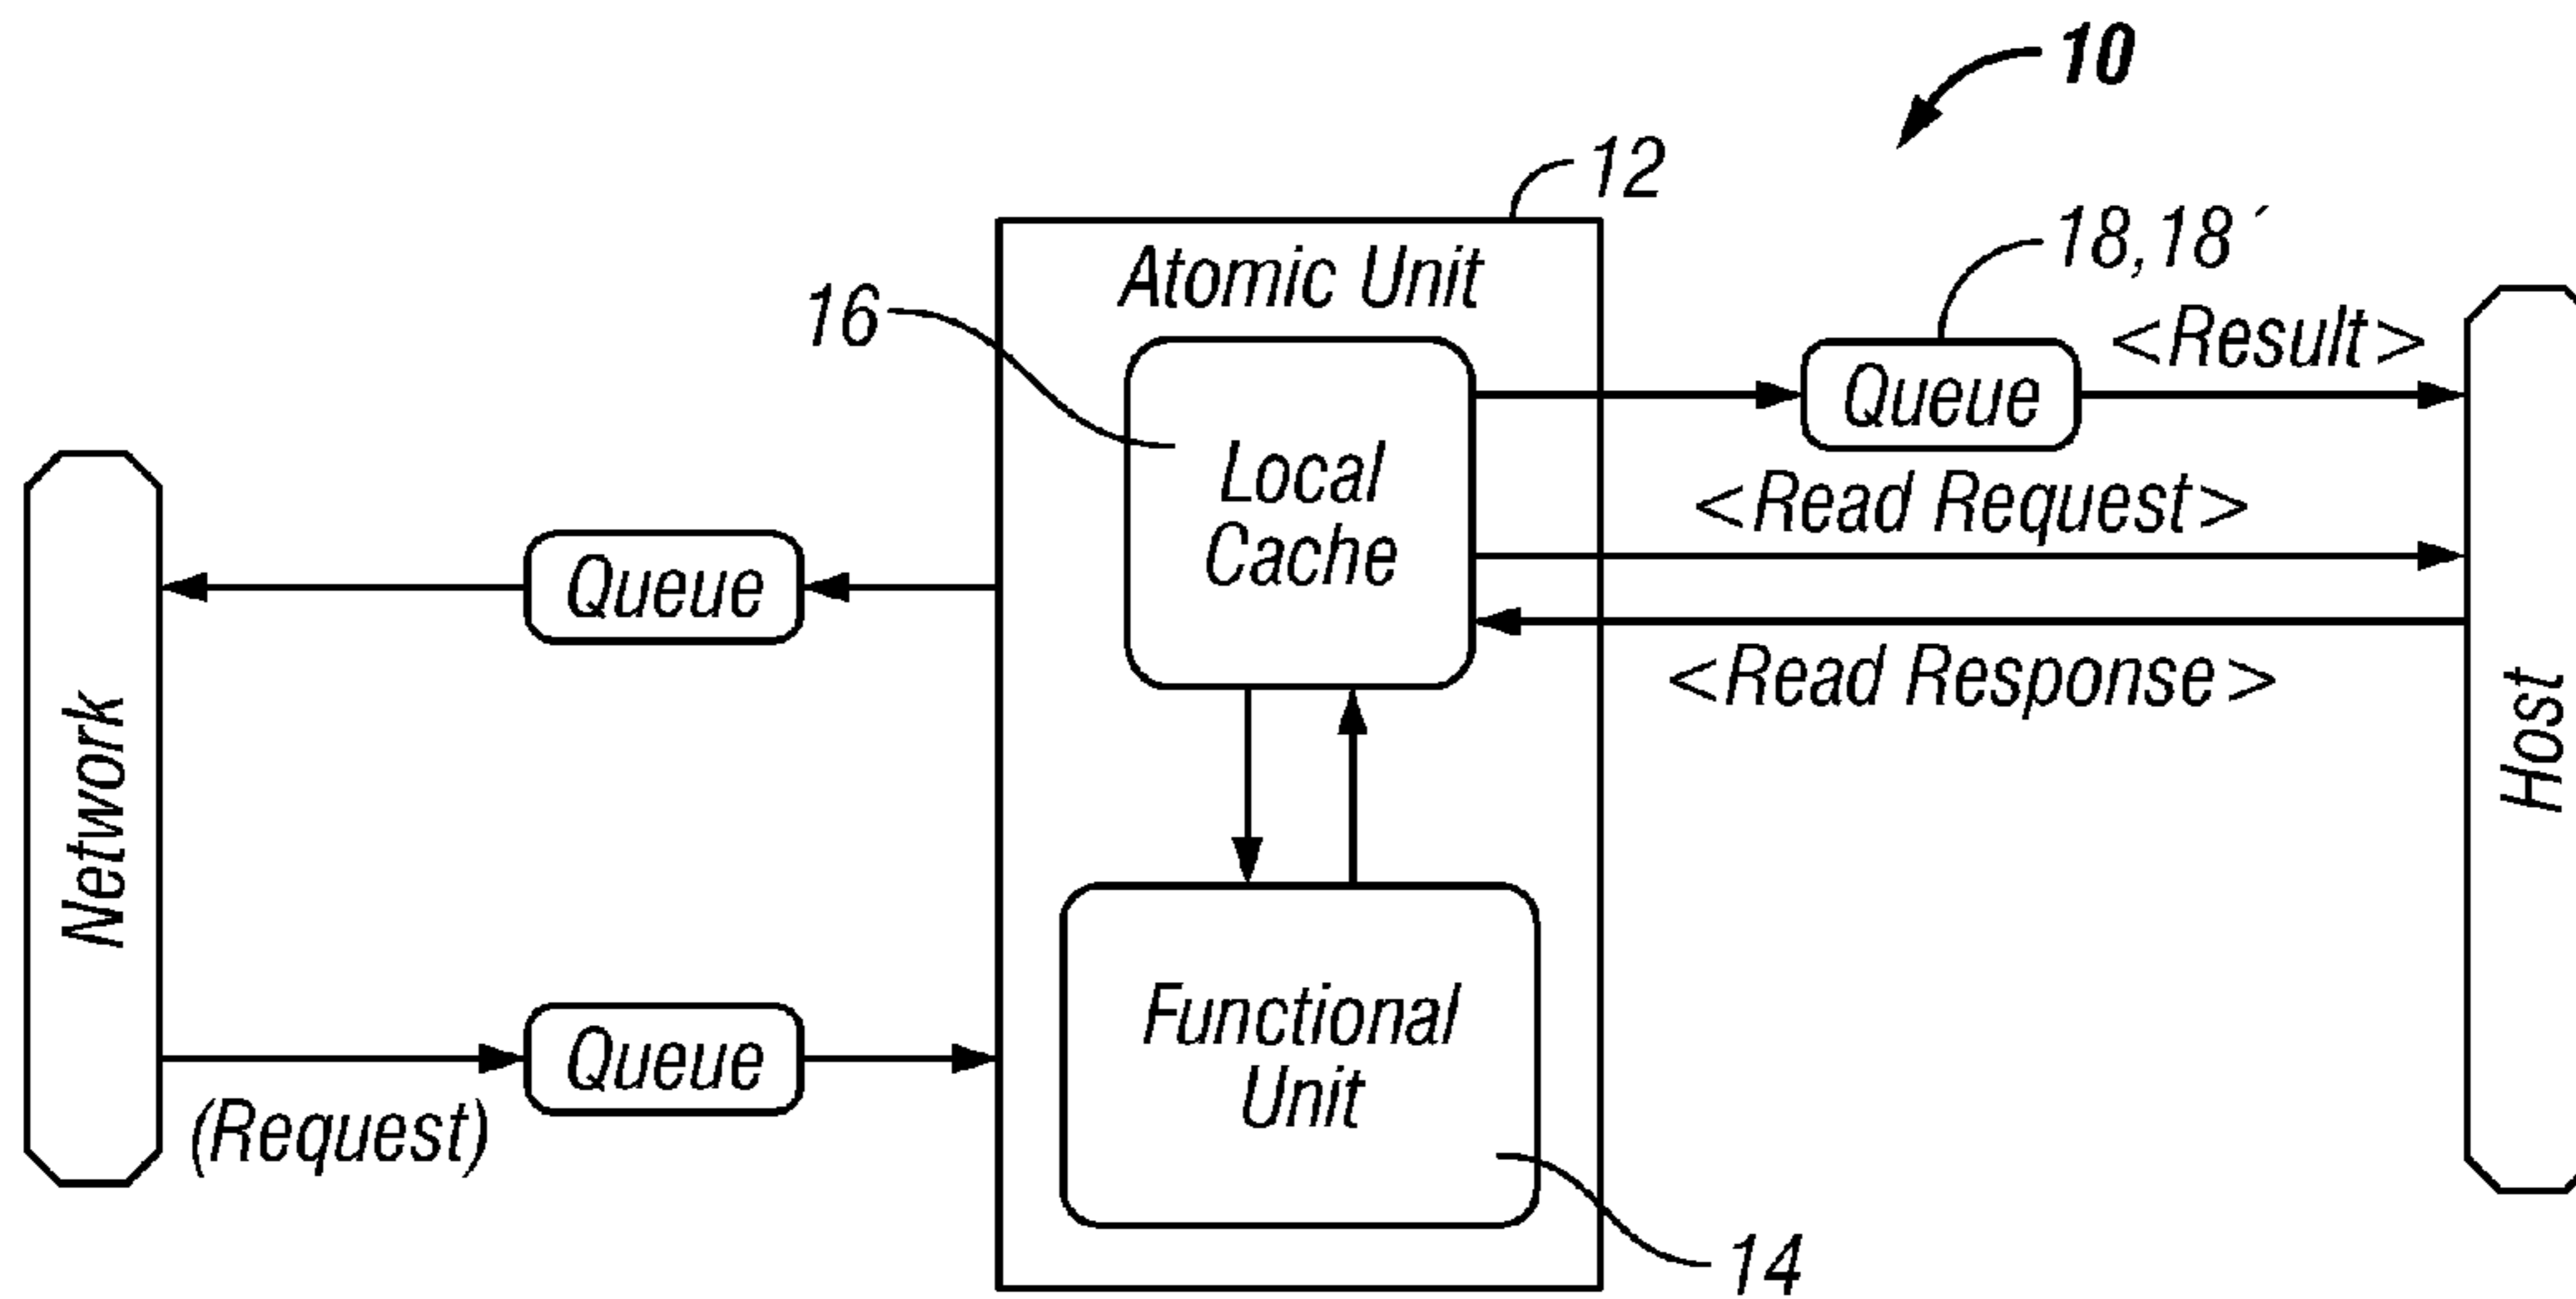 10
12
18,18´
Atomic Unit
16
<Result>
Queue
Local
Cache
<Read Request>
Queue
<Read Response>
Network
Host
Functional
Unit
Queue
(Request)
14